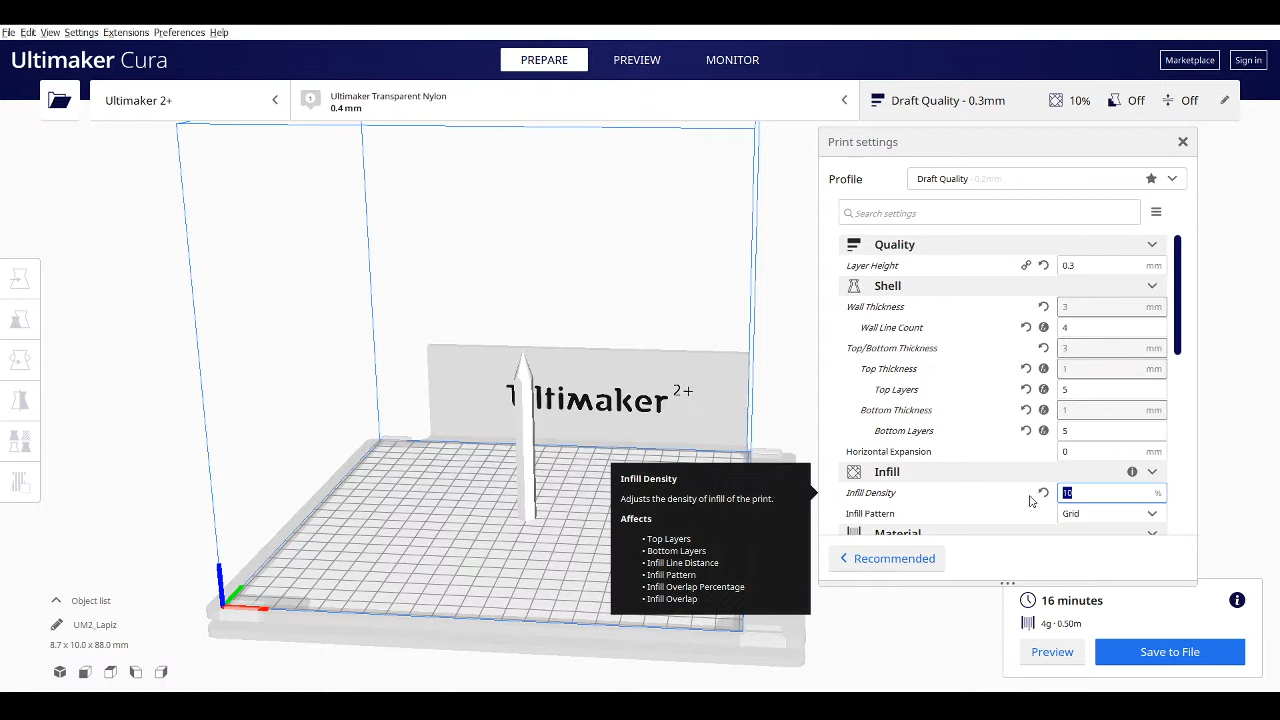 File Edit View Settings Extensions Preferences Help
Ultimaker Cura
PREPARE
PREVIEW
MONITOR
Marketplace
Sign in
Ultimaker 2+
1
Ultimaker Transparent Nylon
0.4 mm
Draft Quality - 0.3mm
10%
Off
Off
Print settings
Profile
Draft Quality - 0.2mm
Search settings
Quality
Layer Height
0.3 mm
Shell
Wall Thickness
3 mm
Wall Line Count
4
Top/Bottom Thickness
3 mm
Top Thickness
1 mm
Top Layers
5
Bottom Thickness
1 mm
Bottom Layers
5
Horizontal Expansion
0 mm
Infill
Infill Density
10 %
Infill Pattern
Grid
Material
Recommended
Ultimaker 2+
Infill Density
Adjusts the density of infill of the print.
Affects
• Top Layers
• Bottom Layers
• Infill Line Distance
• Infill Pattern
• Infill Overlap Percentage
• Infill Overlap
Object list
UM2_Lapiz
8.7 x 10.0 x 88.0 mm
16 minutes
4g · 0.50m
Preview
Save to File